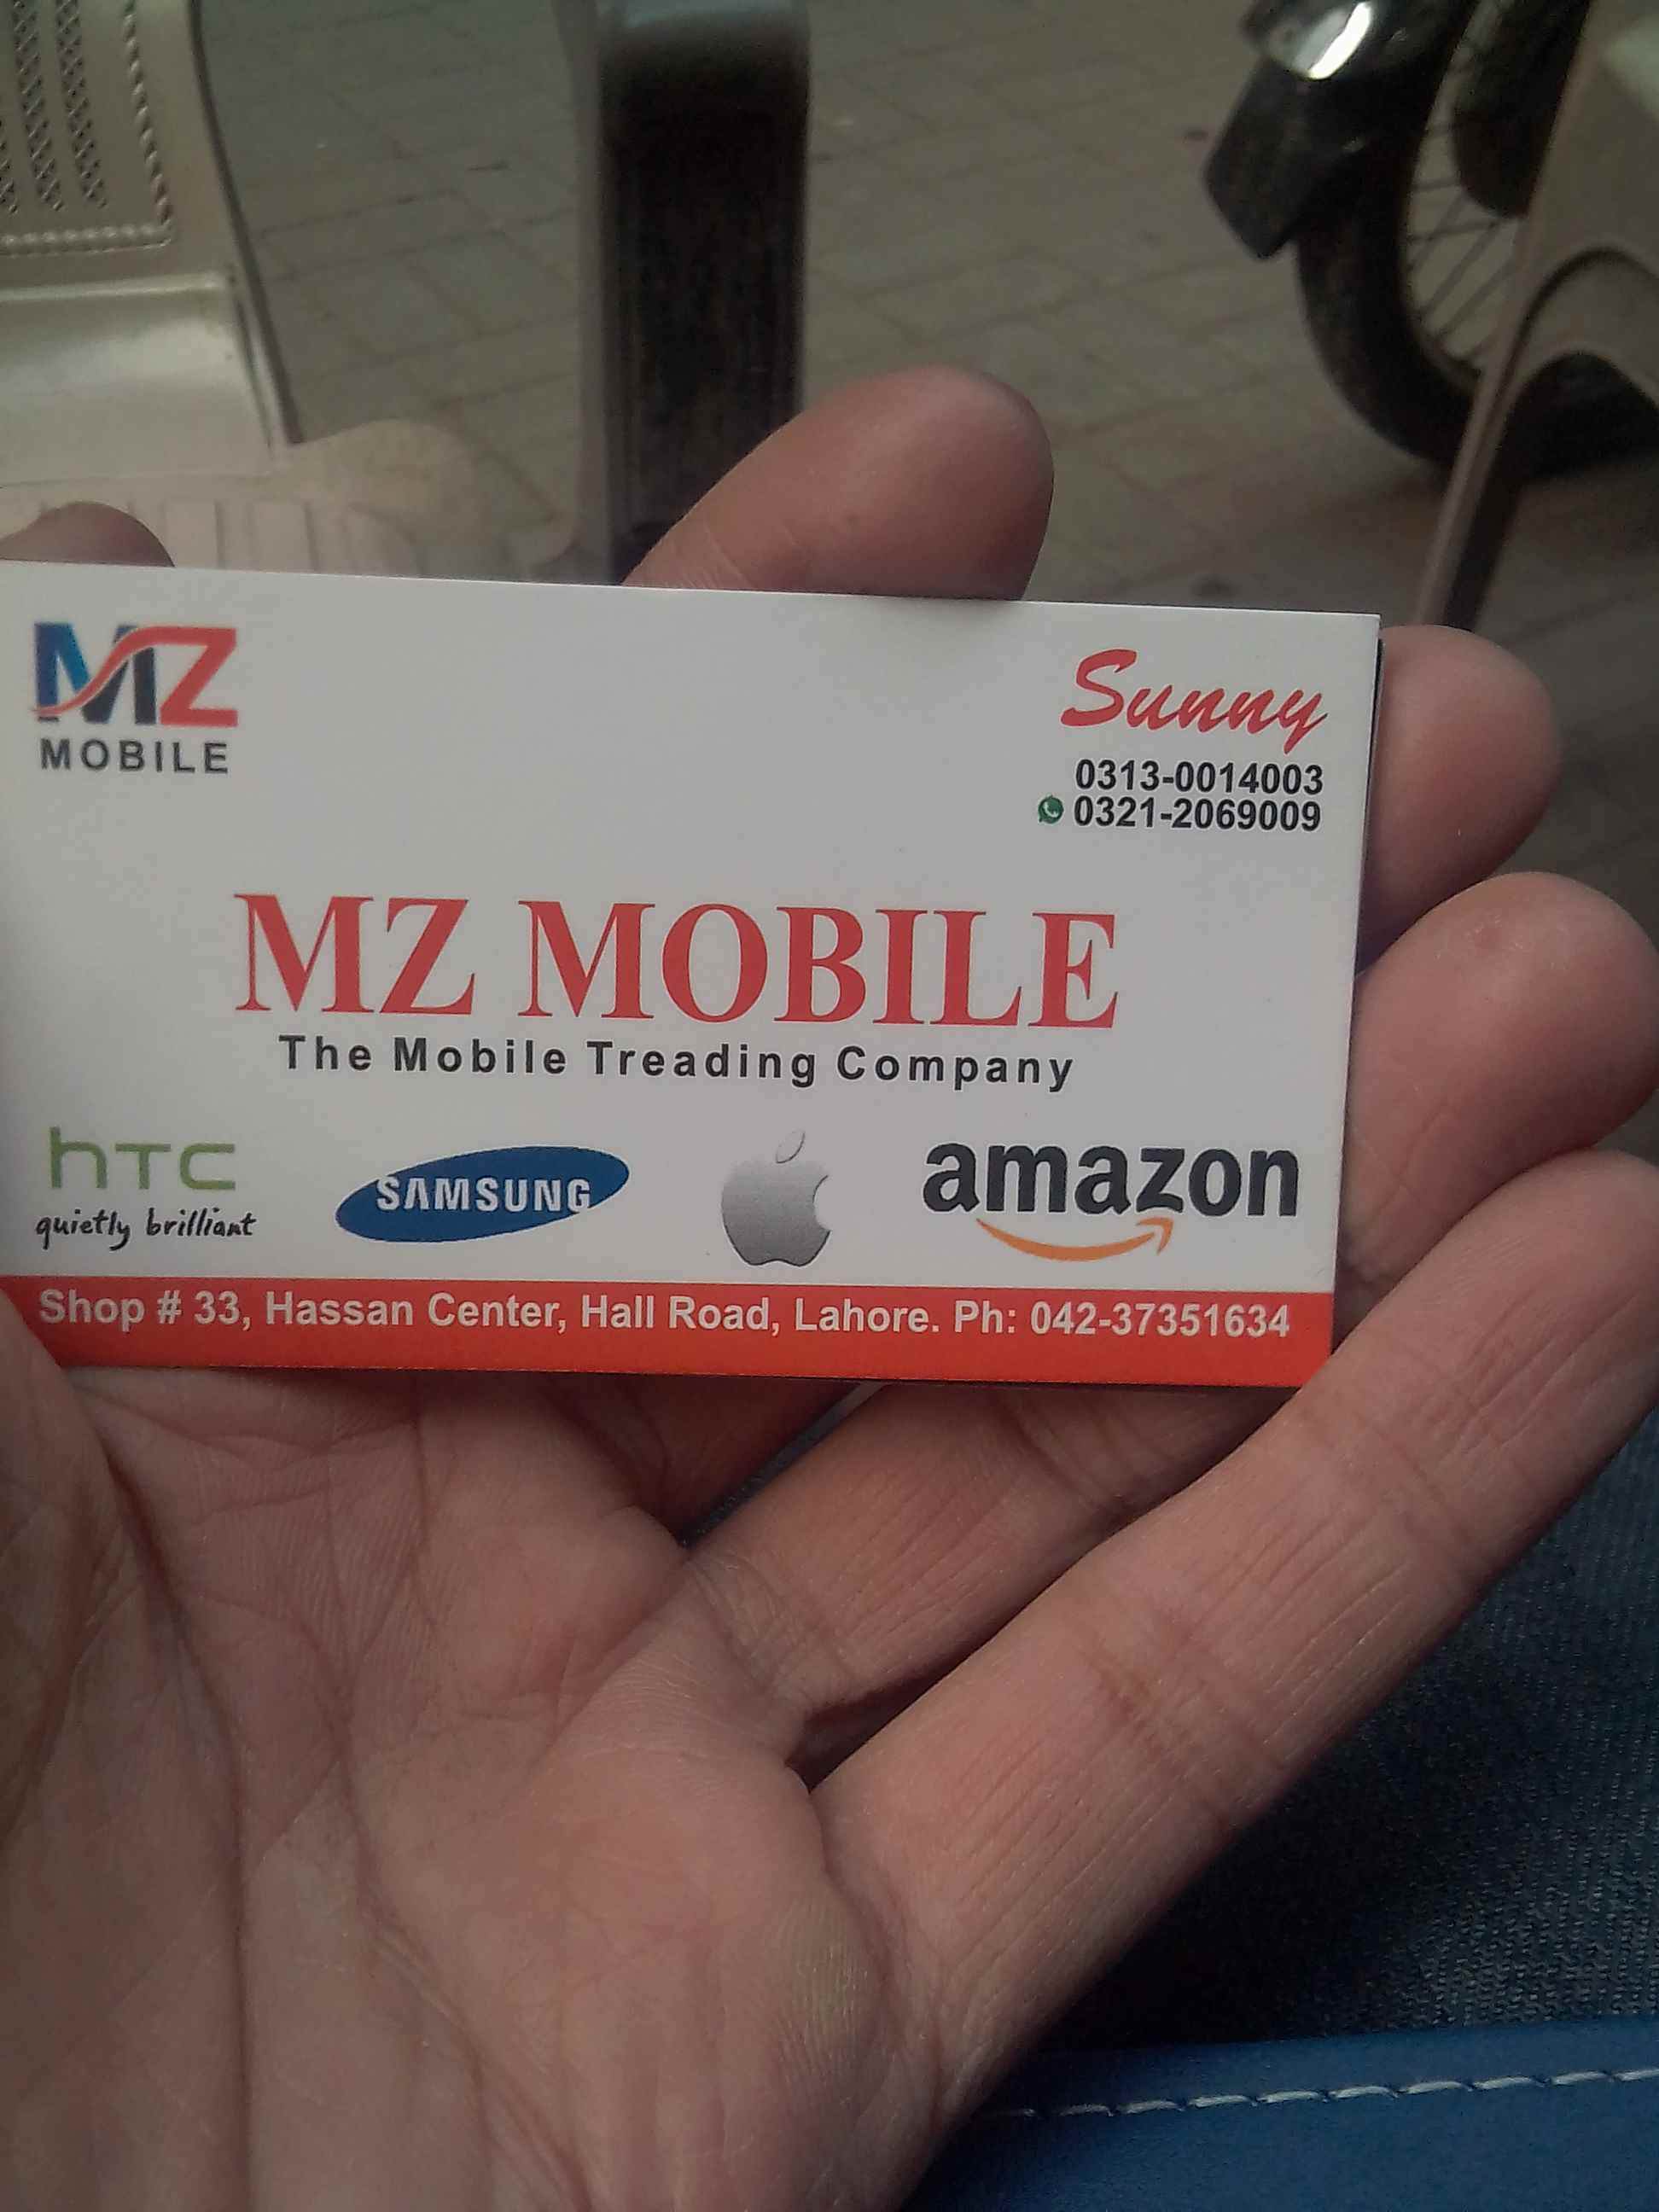 MZ
MOBILE
Sunny
0313-0014003
0321-2069009
MZ MOBILE
The Mobile Treading Company
hTC
quietly brilliant
SAMSUNG
amazon
Shop # 33, Hassan Center, Hall Road, Lahore. Ph: 042-37351634